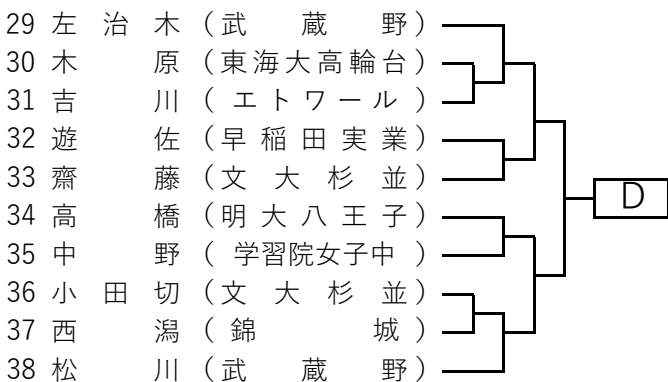 29 左治木（武蔵野）
30 木原（東海大高輪台）
31 吉川（エトワール）
32 遊佐（早稲田実業）
33 齋藤（文大杉並）
D
34 高橋（明大八王子）
35 中野（学習院女子中）
36 小田切（文大杉並）
37 西潟（錦城）
38 松川（武蔵野）